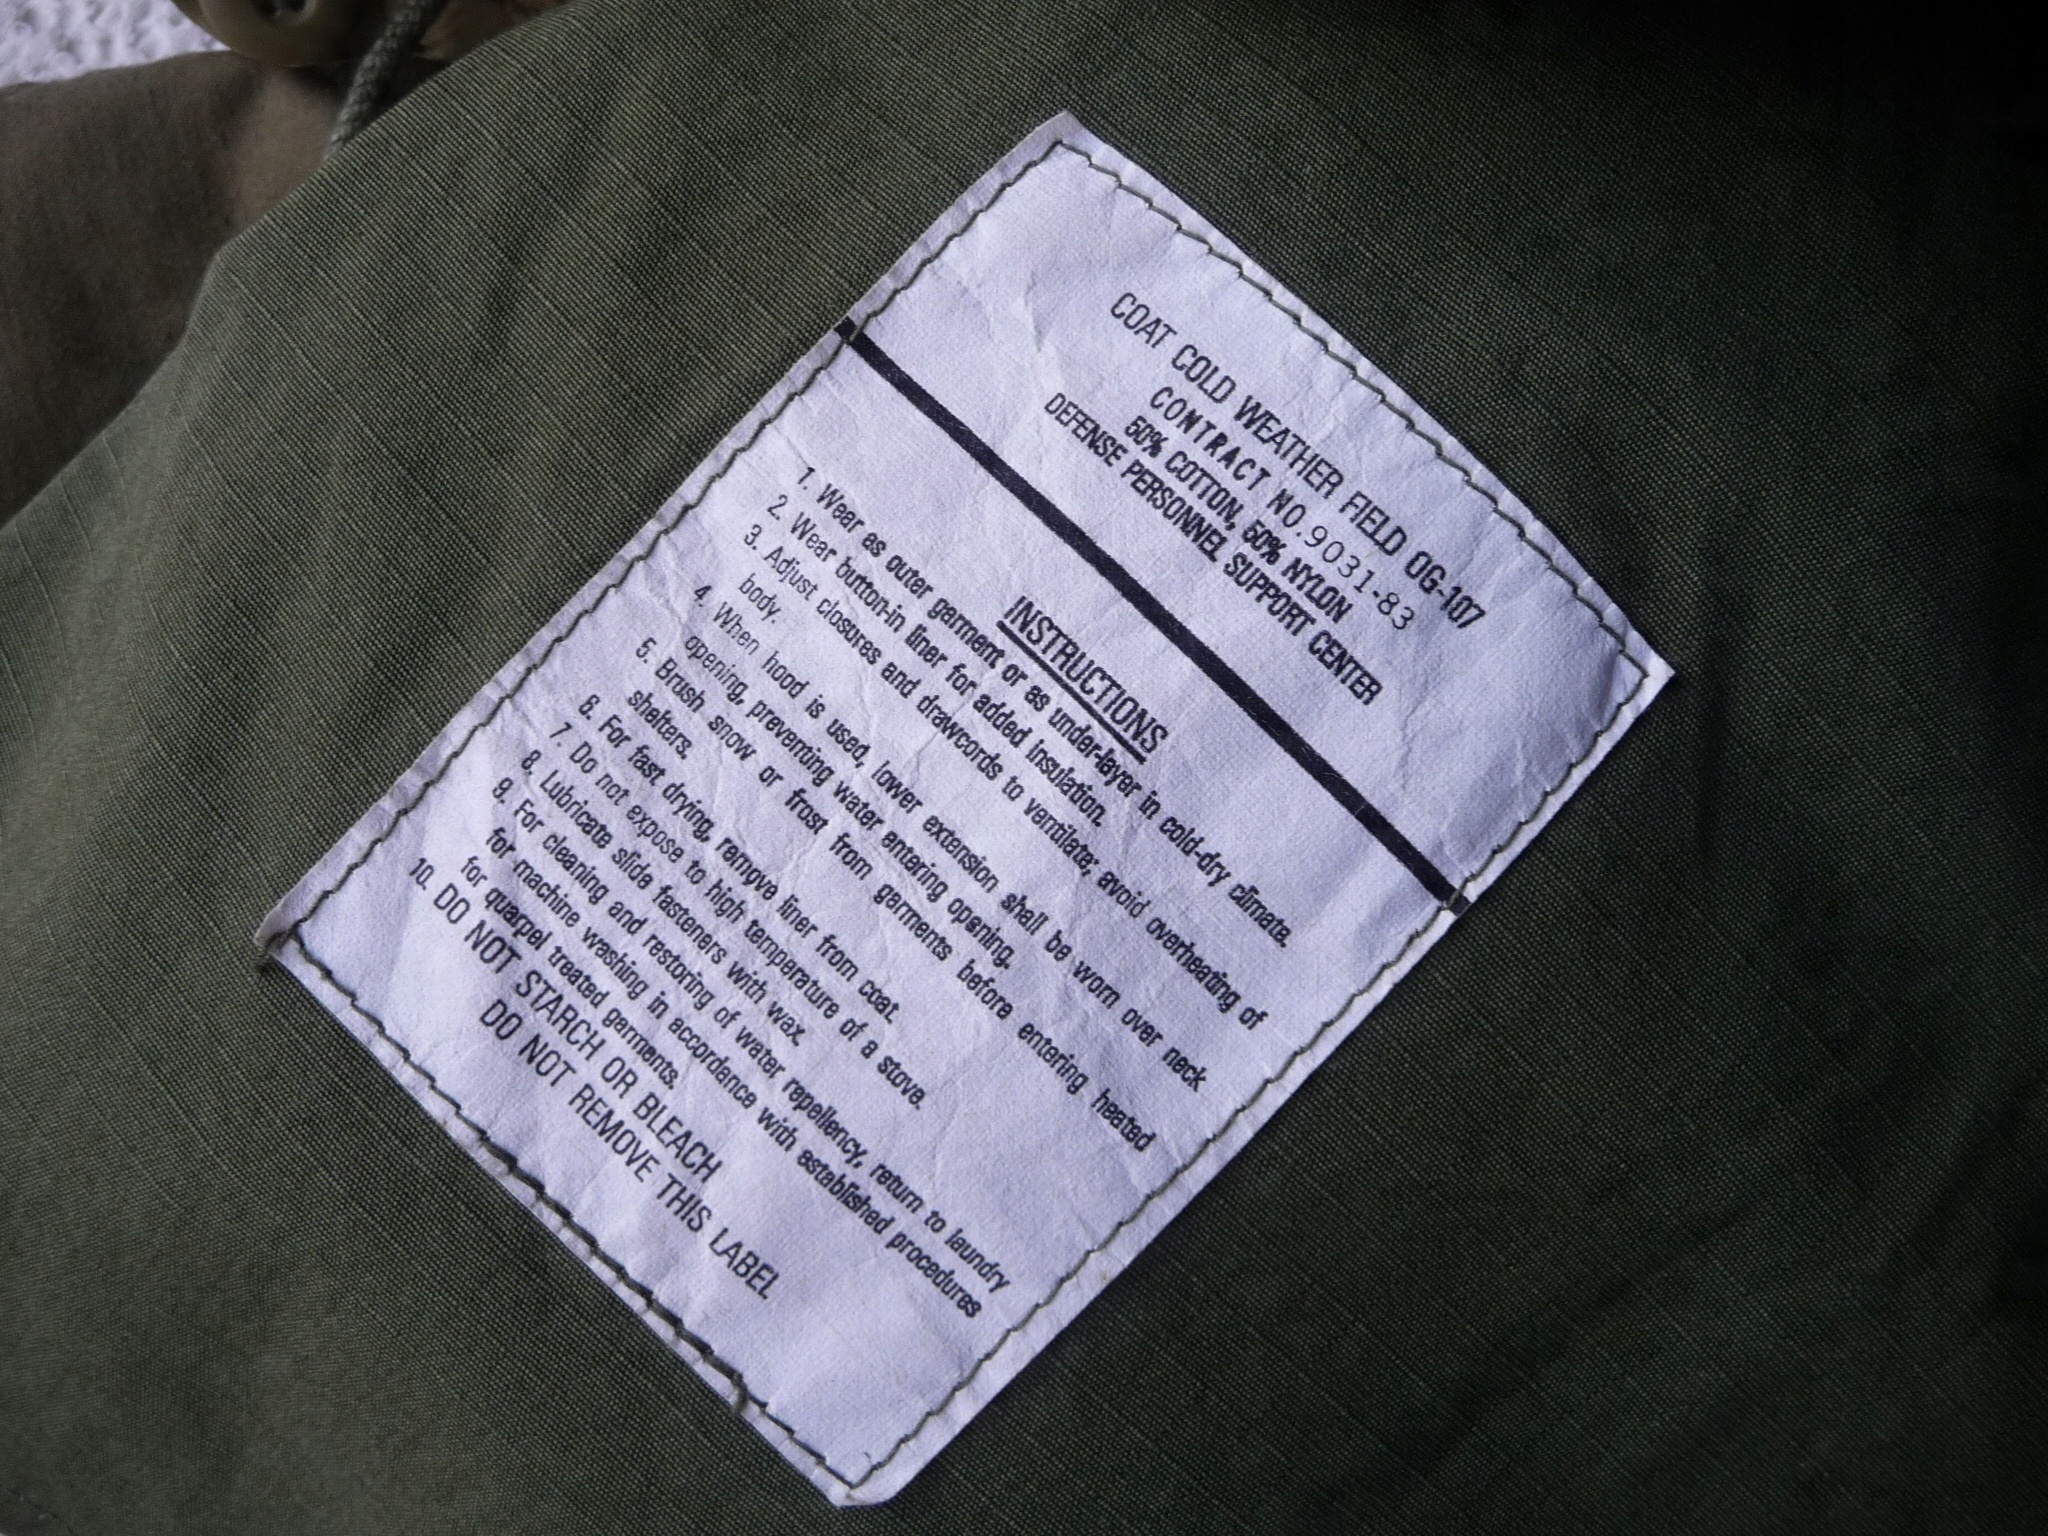 COAT COLD WEATHER FIELD OG-107
CONTRACT NO.9031-83
50% COTTON, 50% NYLON
DEFENSE PERSONNEL SUPPORT CENTER
INSTRUCTIONS
1. Wear as outer garment or as under-layer in cold-dry climate.
2. Wear button-in liner for added insulation.
3. Adjust closures and drawcords to ventilate; avoid overheating of
body.
4. When hood is used, lower extension shall be worn over neck
opening, preventing water entering opening.
5. Brush snow or frost from garments before entering heated
shelters.
6. For fast drying, remove liner from coat.
7. Do not expose to high temperature of a stove.
8. Lubricate slide fasteners with wax.
9. For cleaning and restoring of water repellency, return to laundry
for machine washing in accordance with established procedures
for quarpel treated garments.
10. DO NOT STARCH OR BLEACH
DO NOT REMOVE THIS LABEL